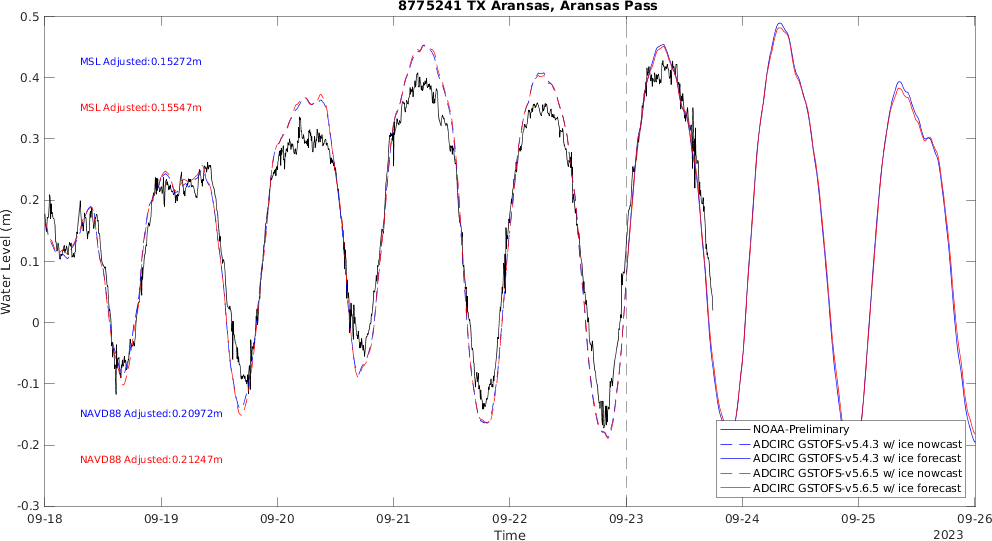 8775241 TX Aransas, Aransas Pass
0.5
0.4
0.3
0.2
0.1
0
-0.1
-0.2
-0.3
Water Level (m)
MSL Adjusted:0.15272m
MSL Adjusted:0.15547m
NAVD88 Adjusted:0.20972m
NAVD88 Adjusted:0.21247m
NOAA-Preliminary
ADCIRC GSTOFS-v5.4.3 w/ ice nowcast
ADCIRC GSTOFS-v5.4.3 w/ ice forecast
ADCIRC GSTOFS-v5.6.5 w/ ice nowcast
ADCIRC GSTOFS-v5.6.5 w/ ice forecast
09-18 09-19 09-20 09-21 09-22 09-23 09-24 09-25 09-26
Time
2023